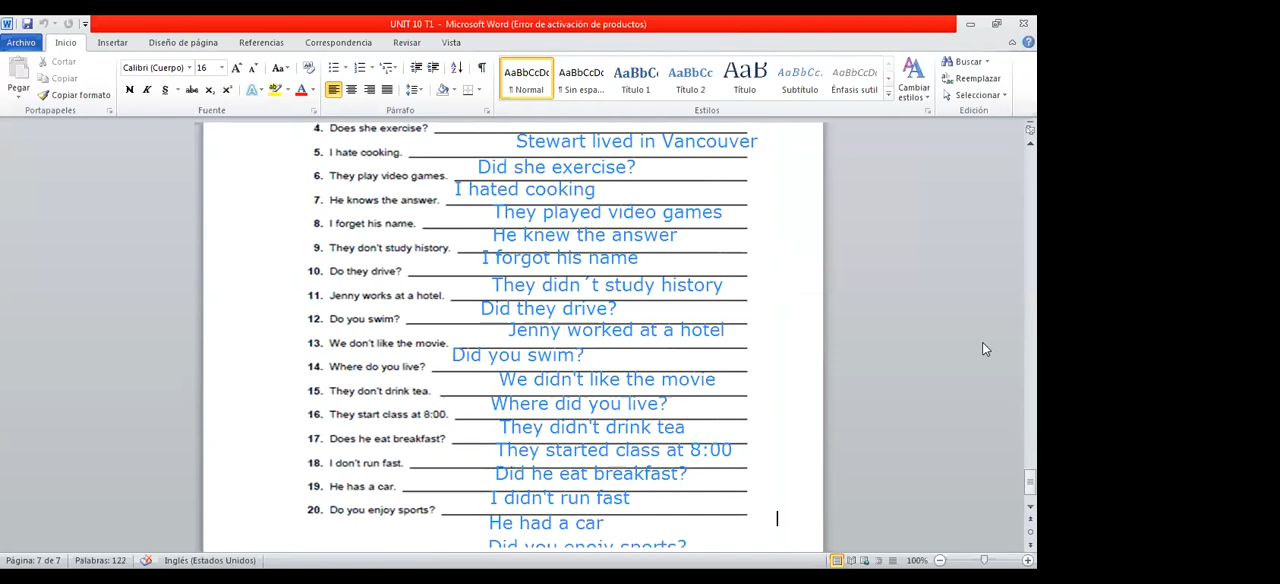 UNIT 10 T1 - Microsoft Word (Error de activación de productos)
Archivo Inicio Insertar Diseño de página Referencias Correspondencia Revisar Vista
Pegar
Cortar
Copiar
Copiar formato
Portapapeles
Calibri (Cuerpo) 16
N K S abc x₂ x²
Fuente
Párrafo
AaBbCcDc AaBbCcDc AaBbC AaBbCc AaB AaBbCc. AaBbCcDc
¶ Normal ¶ Sin espa... Título 1 Título 2 Título Subtítulo Énfasis sutil
Estilos
Cambiar estilos
Buscar
Reemplazar
Seleccionar
Edición
4. Does she exercise?
Stewart lived in Vancouver
5. I hate cooking.
Did she exercise?
6. They play video games.
I hated cooking
7. He knows the answer.
They played video games
8. I forget his name.
He knew the answer
9. They don't study history.
I forgot his name
10. Do they drive?
They didn´t study history
11. Jenny works at a hotel.
Did they drive?
12. Do you swim?
Jenny worked at a hotel
13. We don't like the movie.
Did you swim?
14. Where do you live?
We didn't like the movie
15. They don't drink tea.
Where did you live?
16. They start class at 8:00.
They didn't drink tea
17. Does he eat breakfast?
They started class at 8:00
18. I don't run fast.
Did he eat breakfast?
19. He has a car.
I didn't run fast
20. Do you enjoy sports?
He had a car
Did you enjoy sports?
Página: 7 de 7 Palabras: 122 Inglés (Estados Unidos) 100%